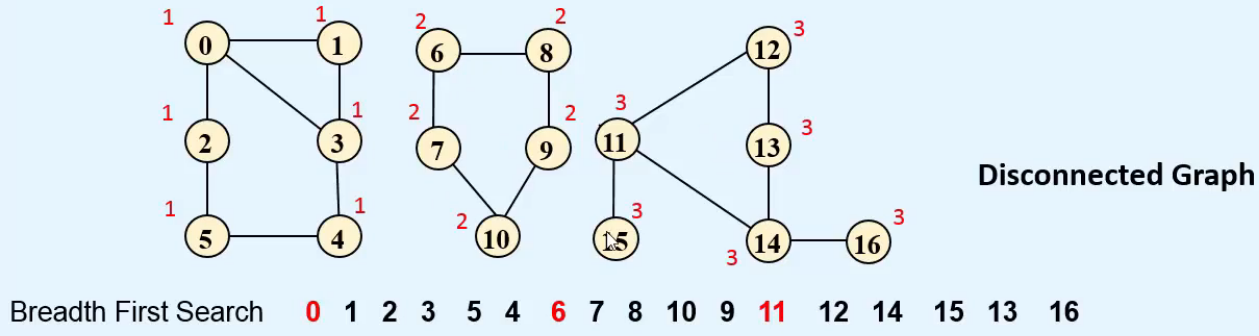 1 1 2 2 3
0 1 6 8 12
1 1 2 2 3 3
2 3 7 9 11 13
Disconnected Graph
1 1 2 3 3 3
5 4 10 15 14 16
Breadth First Search 0 1 2 3 5 4 6 7 8 10 9 11 12 14 15 13 16